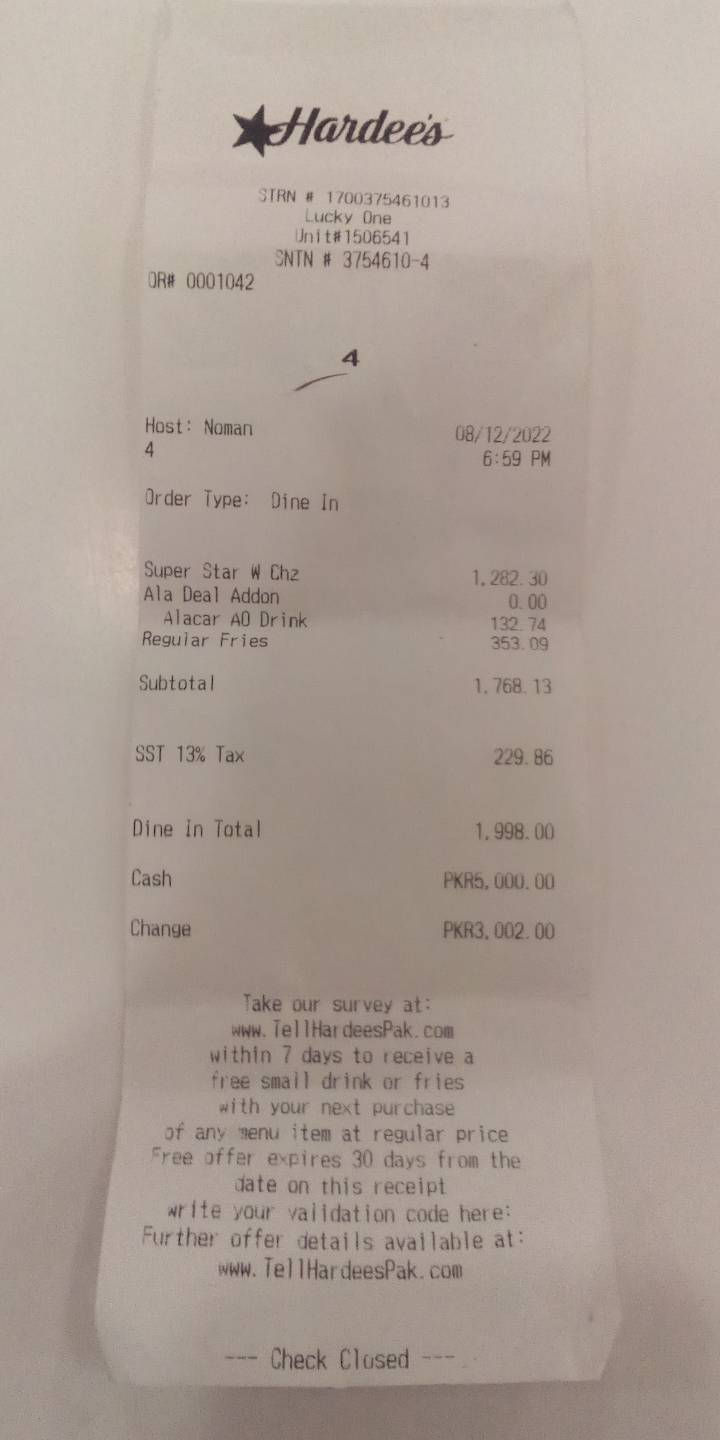 Hardee's
STRN # 1700375461013
Lucky One
Unit#1506541
SNTN # 3754610-4
OR# 0001042
4
Host: Noman 08/12/2022
4 6:59 PM
Order Type: Dine In
Super Star W Chz 1,282.30
Ala Deal Addon 0.00
Alacar AO Drink 132.74
Regular Fries 353.09
Subtotal 1,768.13
SST 13% Tax 229.86
Dine In Total 1,998.00
Cash PKR5,000.00
Change PKR3,002.00
Take our survey at:
www.TellHardeesPak.com
within 7 days to receive a
free small drink or fries
with your next purchase
of any menu item at regular price
Free offer expires 30 days from the
date on this receipt
write your validation code here:
Further offer details available at:
www.TellHardeesPak.com
--- Check Closed ---